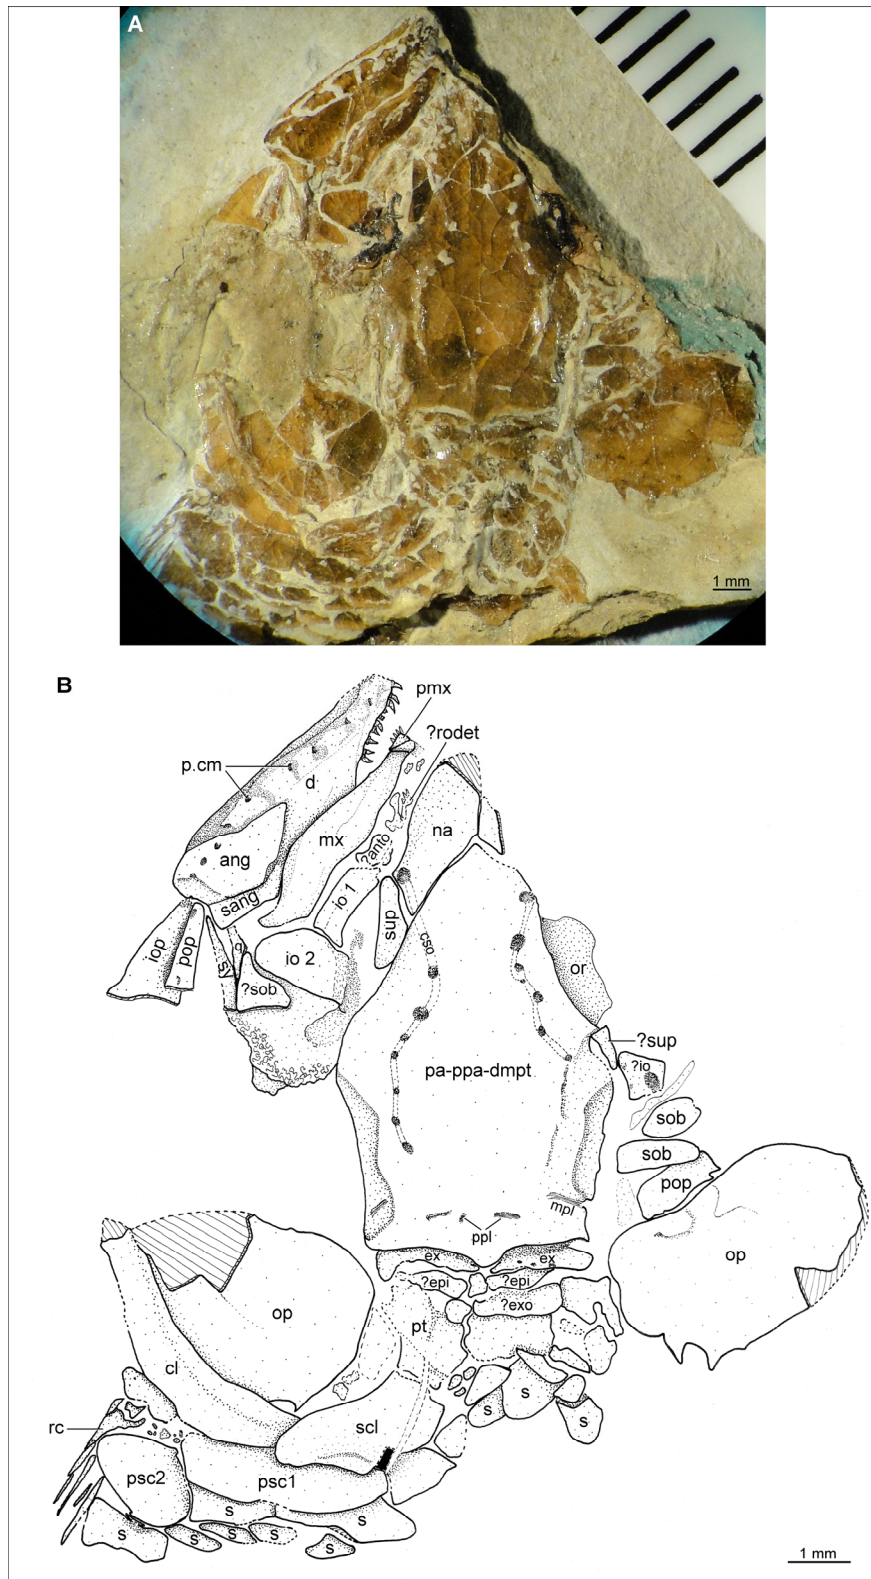 A
1 mm
B
pmx
?rodet
p.cm
d
na
mx
ang
?anto
sang
io 1
sup
iop
pop
q
sy
cso
io 2
?sob
or
?sup
?io
pa-ppa-dmpt
sob
sob
pop
mpl
ppl
op
ex
ex
?epi
?epi
?exo
op
pt
cl
scl
s
s
s
rc
psc2
psc1
s
s
s
s
s
s
s
1 mm